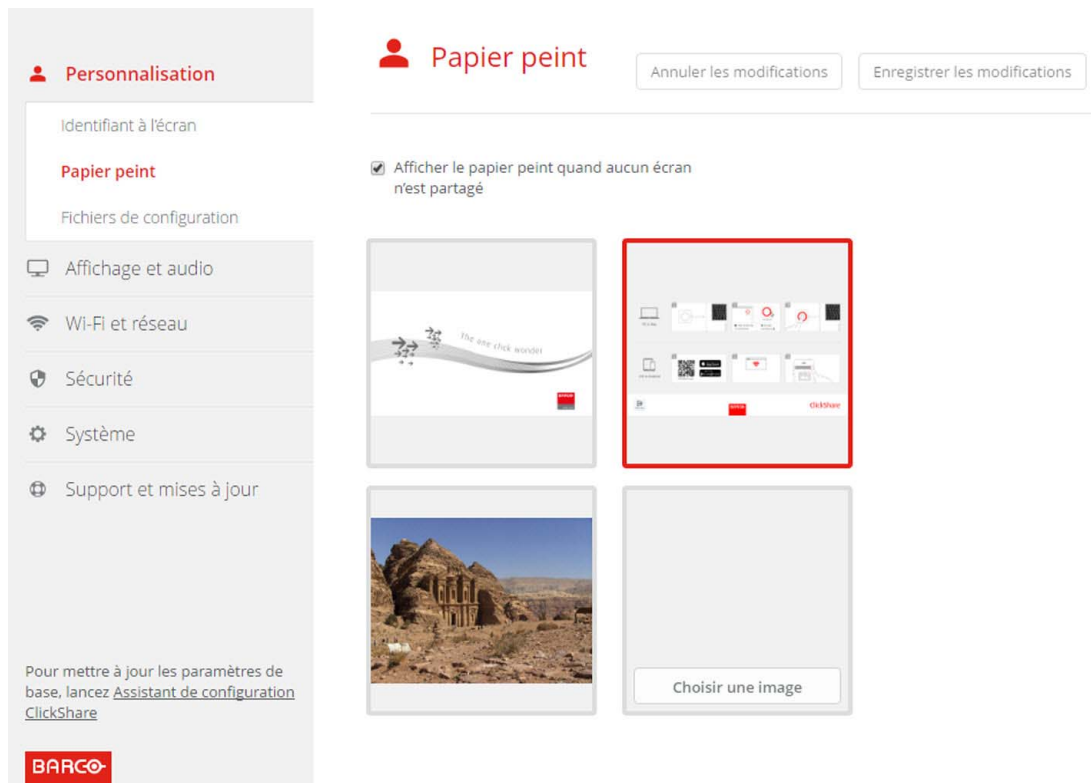 Personnalisation
Identifiant à l'écran
Papier peint
Fichiers de configuration
Affichage et audio
Wi-Fi et réseau
Sécurité
Système
Support et mises à jour
Pour mettre à jour les paramètres de
base, lancez Assistant de configuration
ClickShare
BARCO
Papier peint
Annuler les modifications
Enregistrer les modifications
Afficher le papier peint quand aucun écran
n'est partagé
The one click wonder
ClickShare
Choisir une image